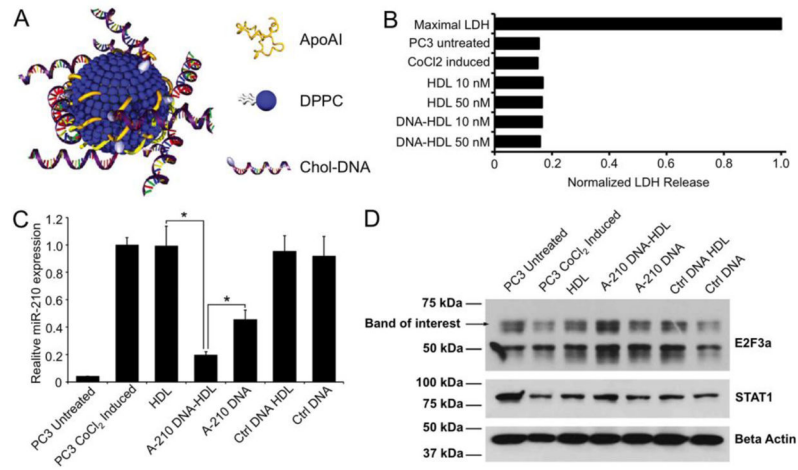 A
ApoAI
DPPC
Chol-DNA
B
Maximal LDH
PC3 untreated
CoCl2 induced
HDL 10 nM
HDL 50 nM
DNA-HDL 10 nM
DNA-HDL 50 nM
0.0 0.2 0.4 0.6 0.8 1.0
Normalized LDH Release
C
Realitve miR-210 expression
1.2
1.0
0.8
0.6
0.4
0.2
0
*
*
PC3 Untreated
PC3 CoCl2 Induced
HDL
A-210 DNA-HDL
A-210 DNA
Ctrl DNA HDL
Ctrl DNA
D
PC3 Untreated
PC3 CoCl2 Induced
HDL
A-210 DNA-HDL
A-210 DNA
Ctrl DNA HDL
Ctrl DNA
75 kDa
Band of interest
50 kDa
E2F3a
100 kDa
75 kDa
STAT1
50 kDa
37 kDa
Beta Actin